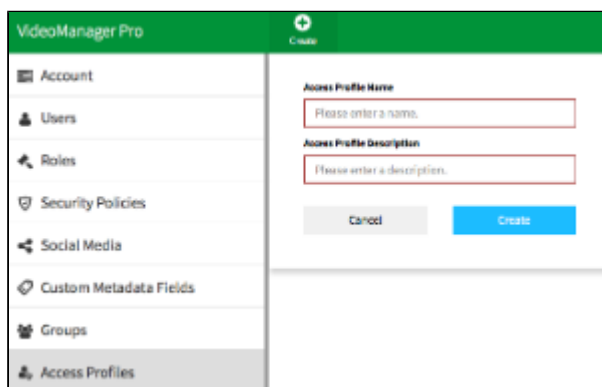 VideoManager Pro
Create
Account
Users
Roles
Security Policies
Social Media
Custom Metadata Fields
Groups
Access Profiles
Access Profile Name
Please enter a name.
Access Profile Description
Please enter a description.
Cancel
Create